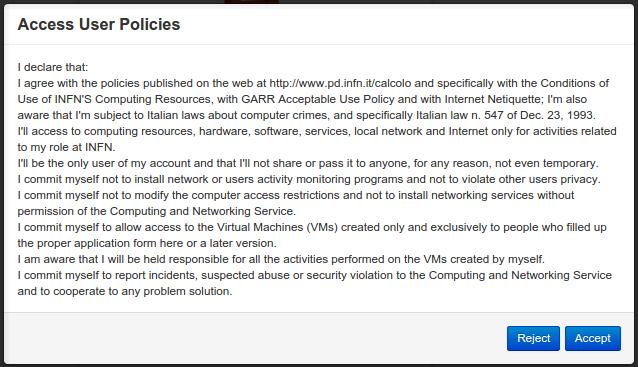 Access User Policies
I declare that:
I agree with the policies published on the web at http://www.pd.infn.it/calcolo and specifically with the Conditions of
Use of INFN'S Computing Resources, with GARR Acceptable Use Policy and with Internet Netiquette; I'm also
aware that I'm subject to Italian laws about computer crimes, and specifically Italian law n. 547 of Dec. 23, 1993.
I'll access to computing resources, hardware, software, services, local network and Internet only for activities related
to my role at INFN.
I'll be the only user of my account and that I'll not share or pass it to anyone, for any reason, not even temporary.
I commit myself not to install network or users activity monitoring programs and not to violate other users privacy.
I commit myself not to modify the computer access restrictions and not to install networking services without
permission of the Computing and Networking Service.
I commit myself to allow access to the Virtual Machines (VMs) created only and exclusively to people who filled up
the proper application form here or a later version.
I am aware that I will be held responsible for all the activities performed on the VMs created by myself.
I commit myself to report incidents, suspected abuse or security violation to the Computing and Networking Service
and to cooperate to any problem solution.
Reject Accept